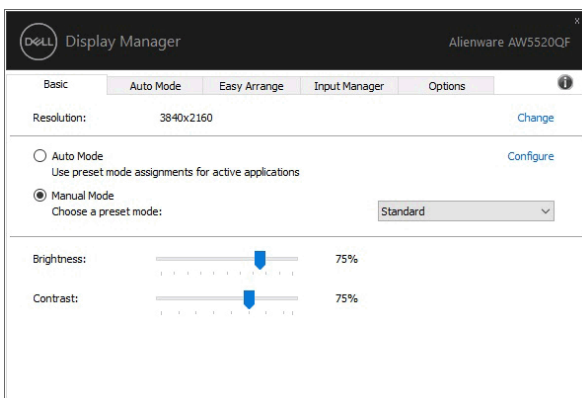 DELL Display Manager
Alienware AW5520QF
Basic Auto Mode Easy Arrange Input Manager Options
Resolution: 3840x2160 Change
Auto Mode Configure
Use preset mode assignments for active applications
Manual Mode
Choose a preset mode: Standard
Brightness: 75%
Contrast: 75%